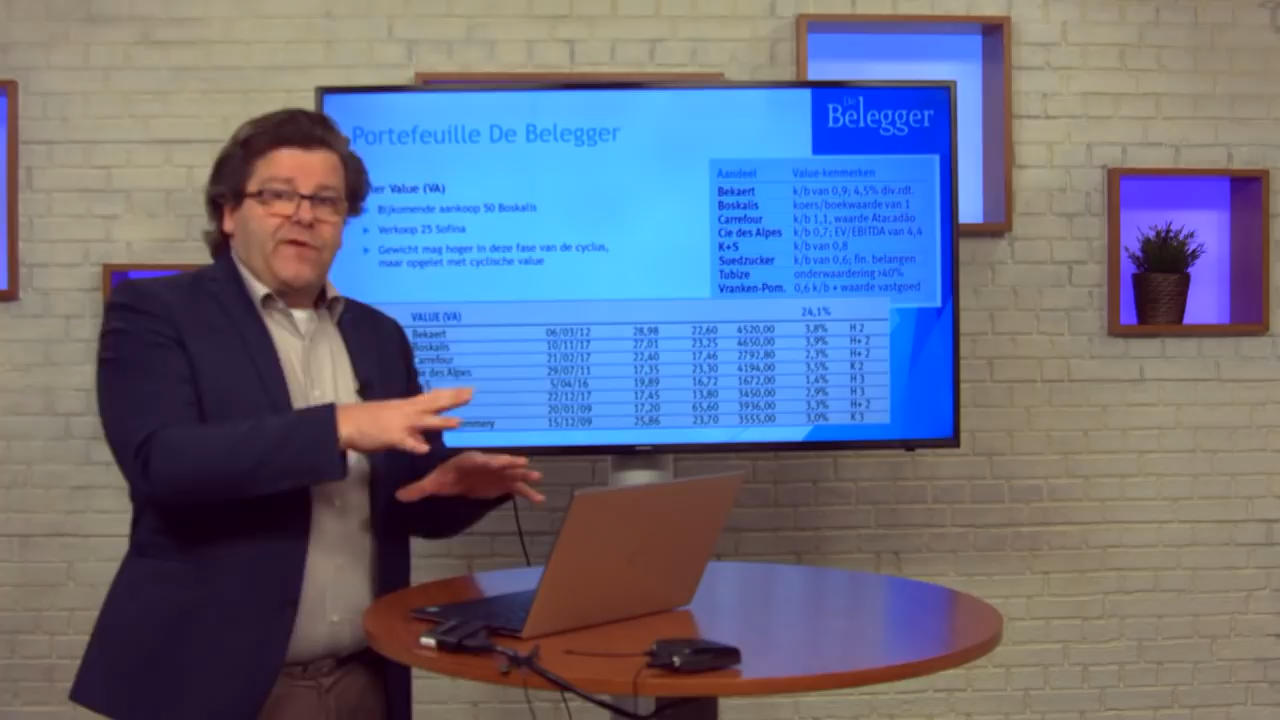 De
Belegger
Portefeuille De Belegger
Value (VA)
Bijkomende aankoop 50 Boskalis
Verkoop 25 Sofina
Gewicht mag hoger in deze fase van de cyclus,
maar opgelet met cyclische value
Aandeel Value-kenmerken
Bekaert k/b van 0,9; 4,5% div.rdt.
Boskalis koers/boekwaarde van 1
Carrefour k/b 1,1, waarde Atacadão
Cie des Alpes k/b 0,7; EV/EBITDA van 4,4
K+S k/b van 0,8
Suedzucker k/b van 0,6; fin. belangen
Tubize onderwaardering >40%
Vranken-Pom. 0,6 k/b + waarde vastgoed
VALUE (VA) 24,1%
Bekaert 06/03/12 28,98 22,60 4520,00 3,8% H 2
Boskalis 10/11/17 27,01 23,25 4650,00 3,9% H+ 2
Carrefour 21/02/17 22,40 17,46 2792,80 2,3% H+ 2
des Alpes 29/07/11 17,35 23,30 4194,00 3,5% K 2
5/04/16 19,89 16,72 1672,00 1,4% H 3
22/12/17 17,45 13,80 3450,00 2,9% H 3
20/01/09 17,20 65,60 3936,00 3,3% H+ 2
15/12/09 25,86 23,70 3555,00 3,0% K 3